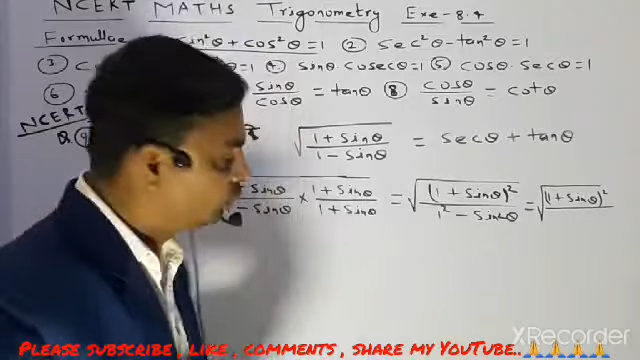 NCERT MATHS Trigonometry Exe-8.4
Formullae sin²θ + cos²θ = 1 ② sec²θ - tan²θ = 1
③ θ = 1 ④ sinθ · cosecθ = 1 ⑤ cosθ · secθ = 1
⑥ sinθ/cosθ = tanθ ⑧ cosθ/sinθ = cotθ
NCERT
Q. √(1 + sinθ / 1 - sinθ) = secθ + tanθ
sinθ / - sinθ × 1 + sinθ / 1 + sinθ = √((1 + sinθ)² / 1² - sin²θ) = √((1 + sinθ)²
XRecorder
Please subscribe , like , comments , share my YouTube..🙏🙏🙏🙏